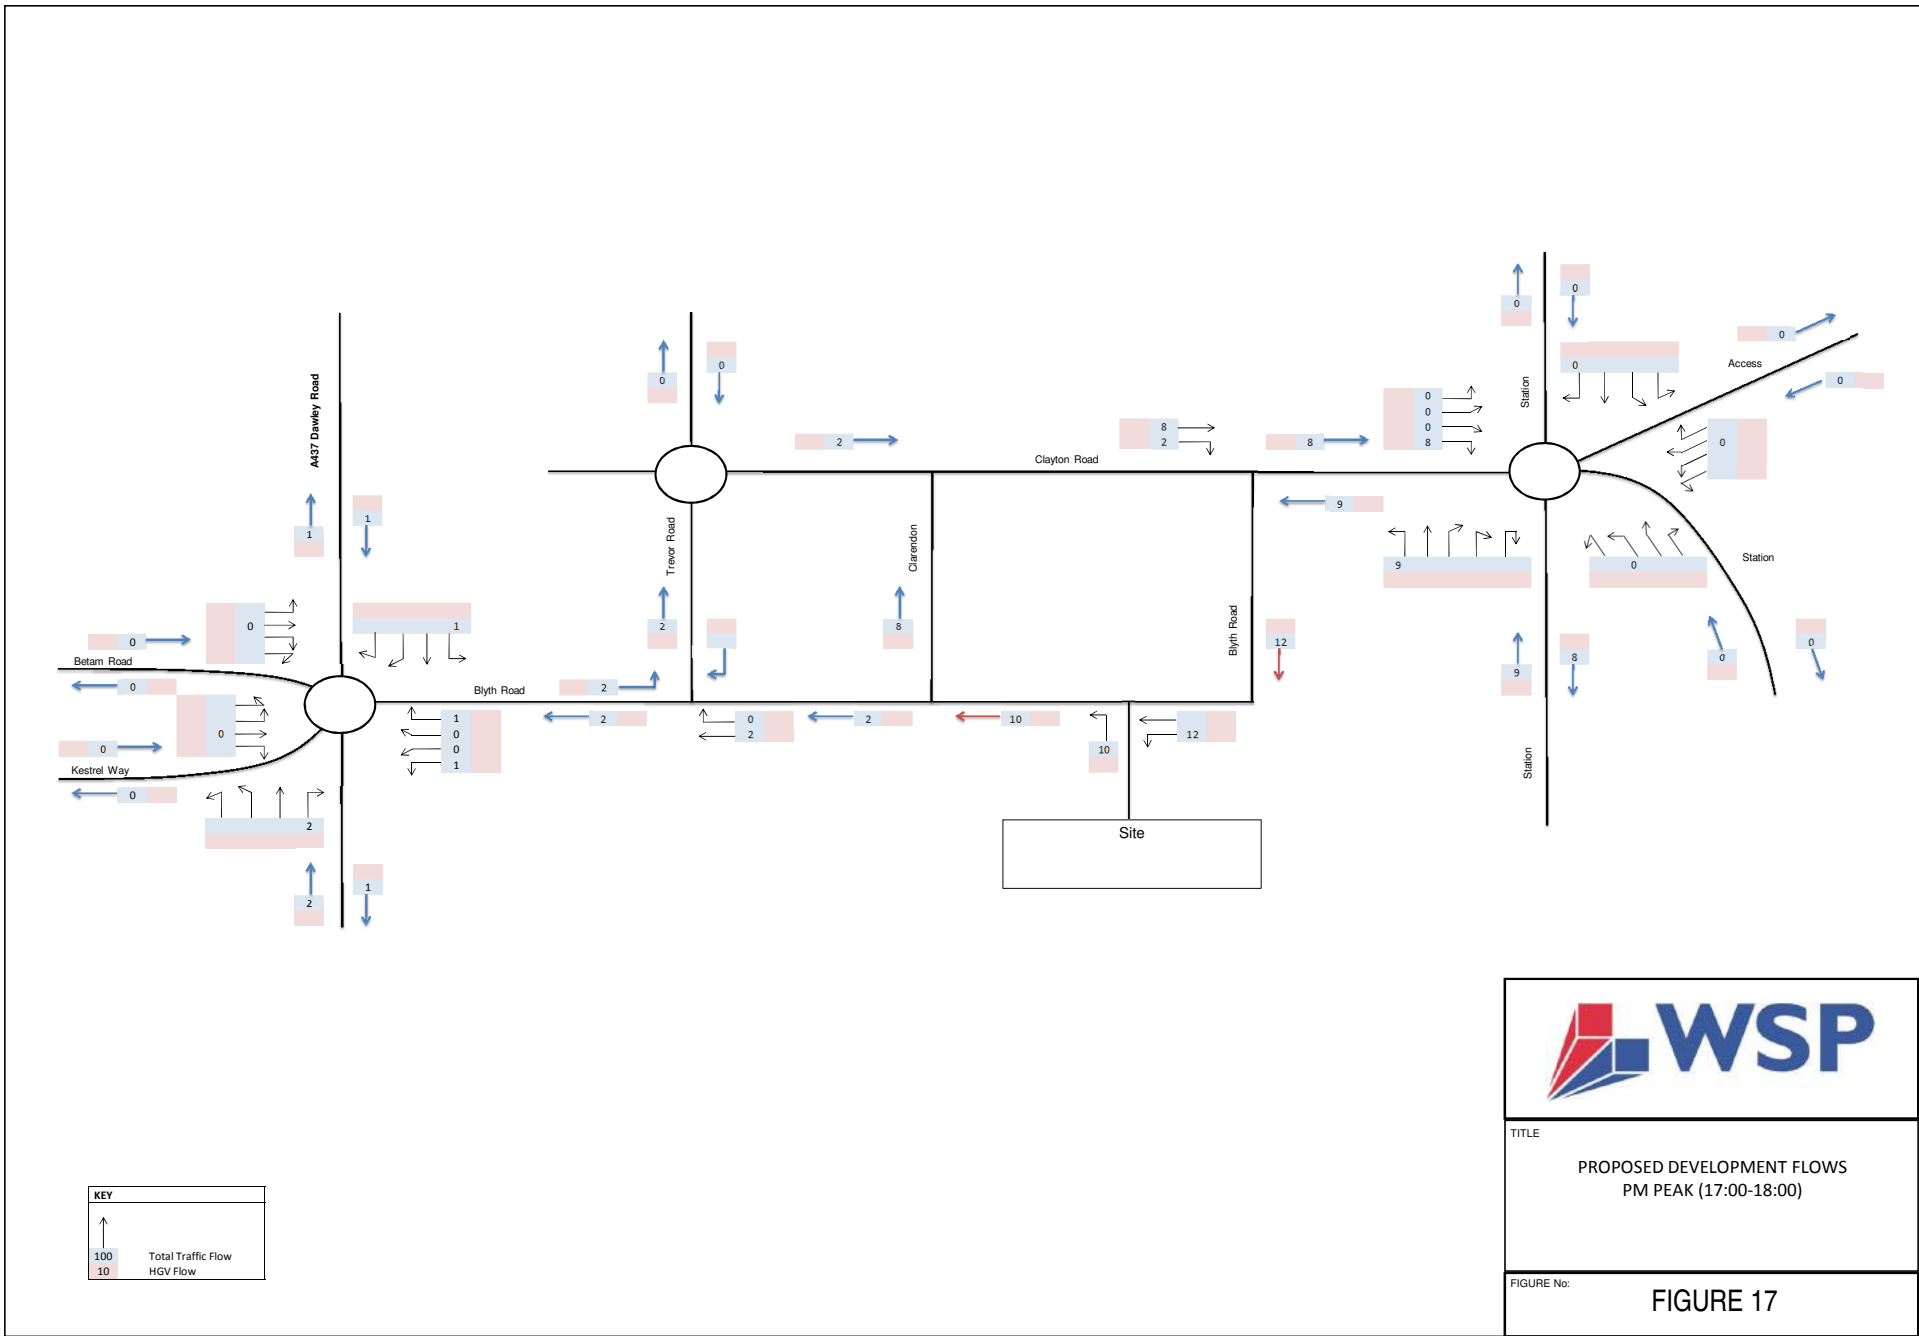 0
0
0
0
0
Access
0
0
0
A437 Dawley Road
Station
0
0
0
0
8
8
2
8
2
Clayton Road
0
9
1
1
Trevor Road
Clarendon
9
0
Station
0
1
2
8
Blyth Road
12
9
8
0
0
0
Betam Road
0
Blyth Road
2
2
0
2
2
10
10
12
1
0
0
1
0
0
Kestrel Way
0
Station
2
2
1
Site
WSP
TITLE
PROPOSED DEVELOPMENT FLOWS
PM PEAK (17:00-18:00)
FIGURE No:
FIGURE 17
KEY
100 Total Traffic Flow
10 HGV Flow